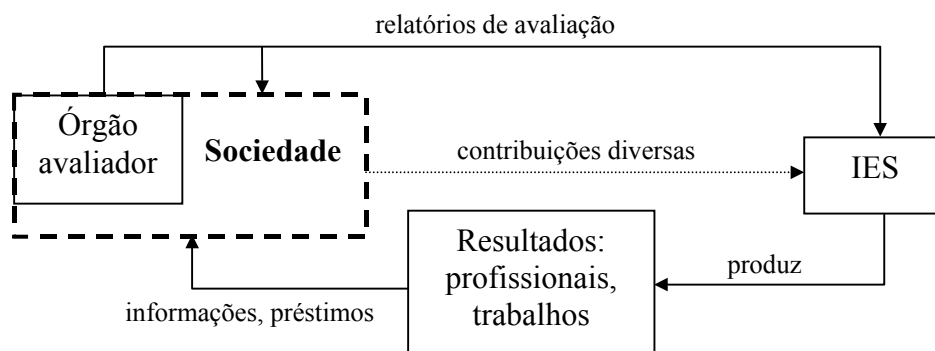 relatórios de avaliação
Órgão
avaliador
Sociedade
contribuições diversas
IES
Resultados:
profissionais,
trabalhos
produz
informações, préstimos